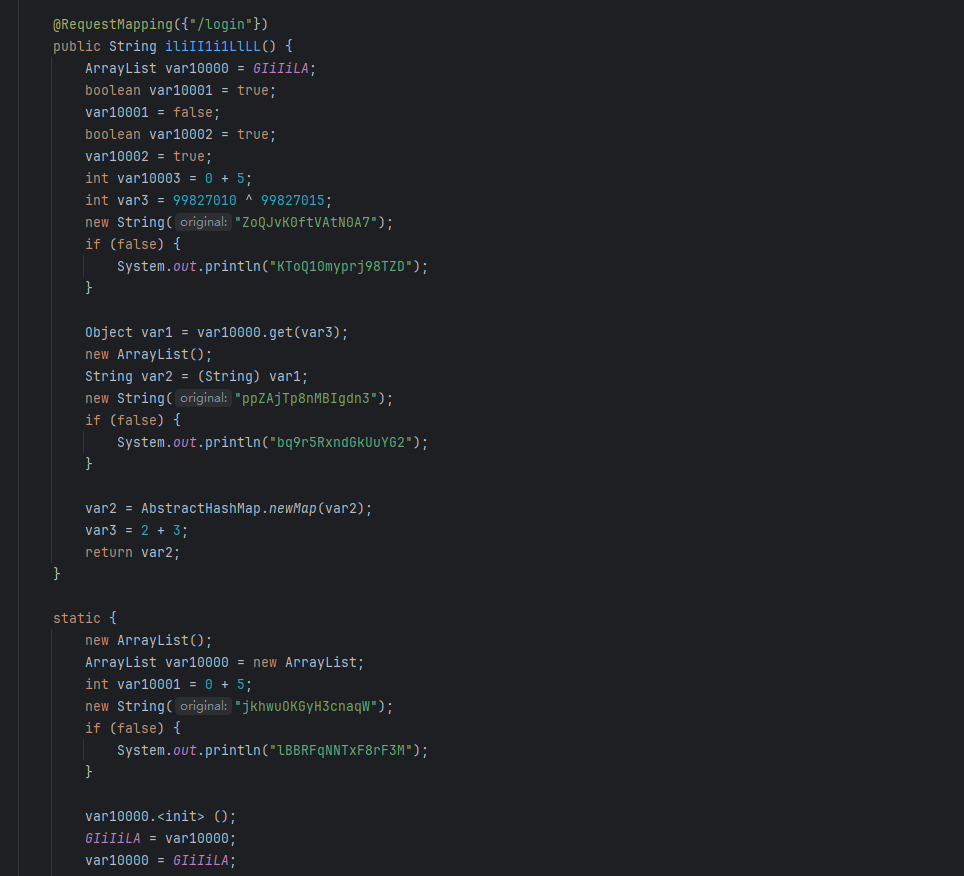 @RequestMapping({"/login"})
public String iliII1i1LlLL() {
ArrayList var10000 = GIiIiLA;
boolean var10001 = true;
var10001 = false;
boolean var10002 = true;
var10002 = true;
int var10003 = 0 + 5;
int var3 = 99827010 ^ 99827015;
new String( original: "ZoQJvK0ftVAtN0A7");
if (false) {
System.out.println("KToQ10myprj98TZD");
}
Object var1 = var10000.get(var3);
new ArrayList();
String var2 = (String) var1;
new String( original: "ppZAjTp8nMBIgdn3");
if (false) {
System.out.println("bq9r5RxndGkUuYG2");
}
var2 = AbstractHashMap.newMap(var2);
var3 = 2 + 3;
return var2;
}
static {
new ArrayList();
ArrayList var10000 = new ArrayList;
int var10001 = 0 + 5;
new String( original: "jkhwuOKGyH3cnaqW");
if (false) {
System.out.println("lBBRFqNNTxF8rF3M");
}
var10000.<init> ();
GIiIiLA = var10000;
var10000 = GIiIiLA;